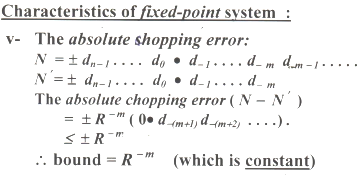 Characteristics of fixed-point system :
v- The absolute shopping error:
N = ± dₙ₋₁ . . . . d₀ ● d₋₁ . . . . d₋ ₘ d₋ₘ₋₁ . . . . .
N´= ± dₙ₋₁ . . . . d₀ ● d₋₁ . . . . d₋ ₘ
The absolute chopping error ( N – N´ )
= ± R ⁻ᵐ ( 0● d₋₍ₘ₊₁₎ d₋₍ₘ₊₂₎ . . . .) .
≤ ± R⁻ᵐ
∴ bound = R ⁻ᵐ (which is constant)